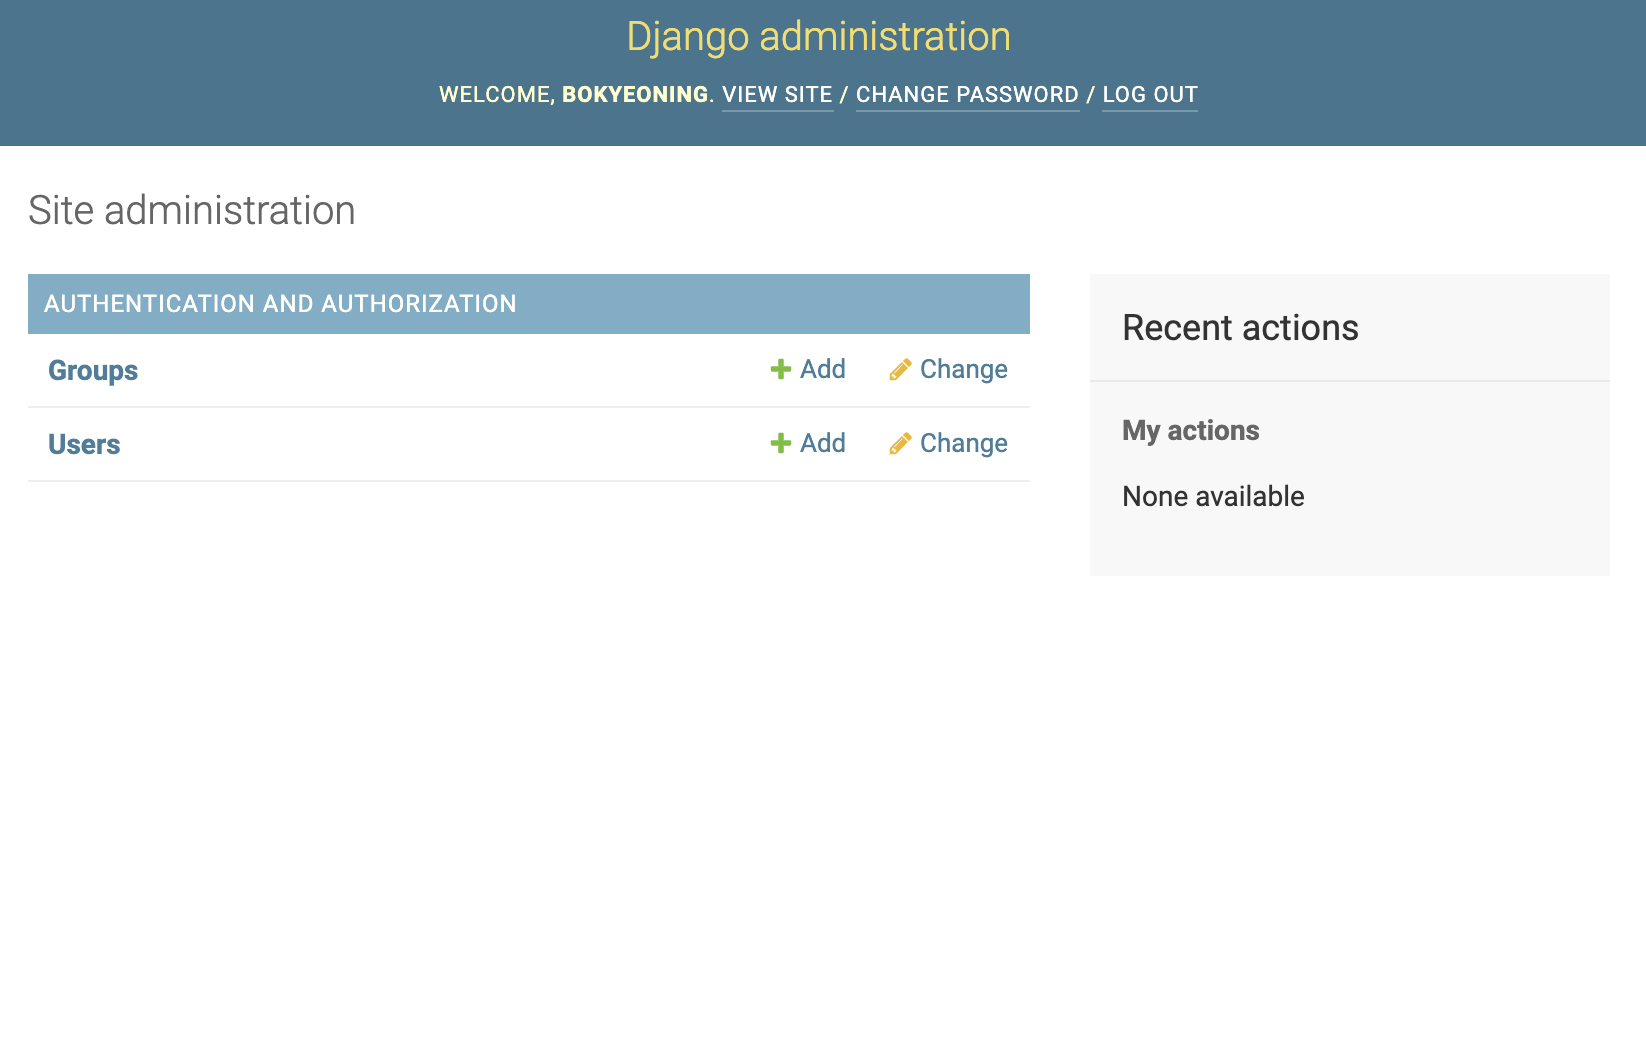 Django administration
WELCOME, BOKYEONING. VIEW SITE / CHANGE PASSWORD / LOG OUT
Site administration
AUTHENTICATION AND AUTHORIZATION
Groups Add Change
Users Add Change
Recent actions
My actions
None available